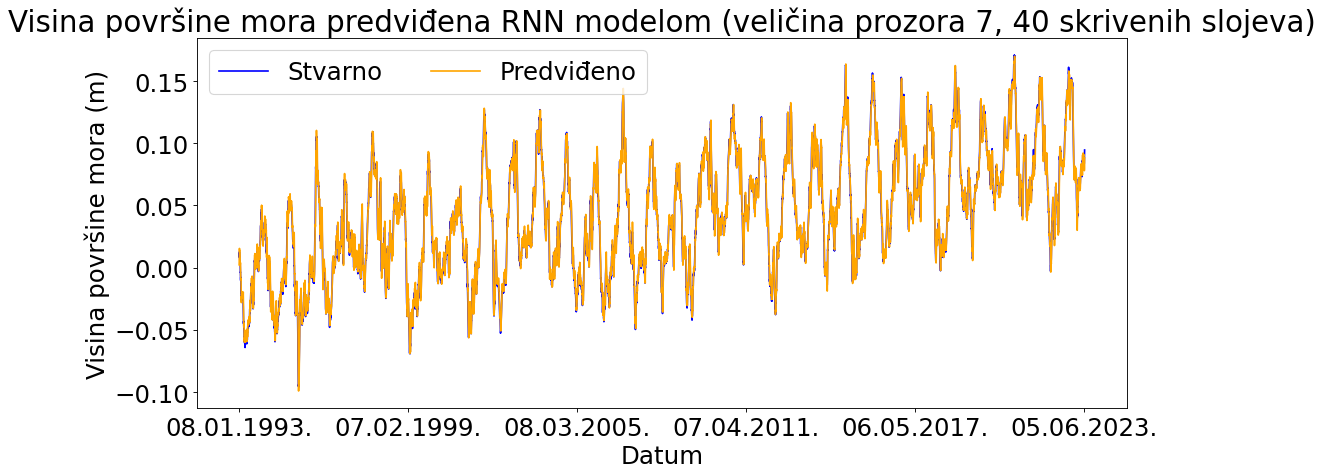 Visina površine mora predviđena RNN modelom (veličina prozora 7, 40 skrivenih slojeva)
Stvarno Predviđeno
Visina površine mora (m)
0.15
0.10
0.05
0.00
−0.05
−0.10
08.01.1993. 07.02.1999. 08.03.2005. 07.04.2011. 06.05.2017. 05.06.2023.
Datum